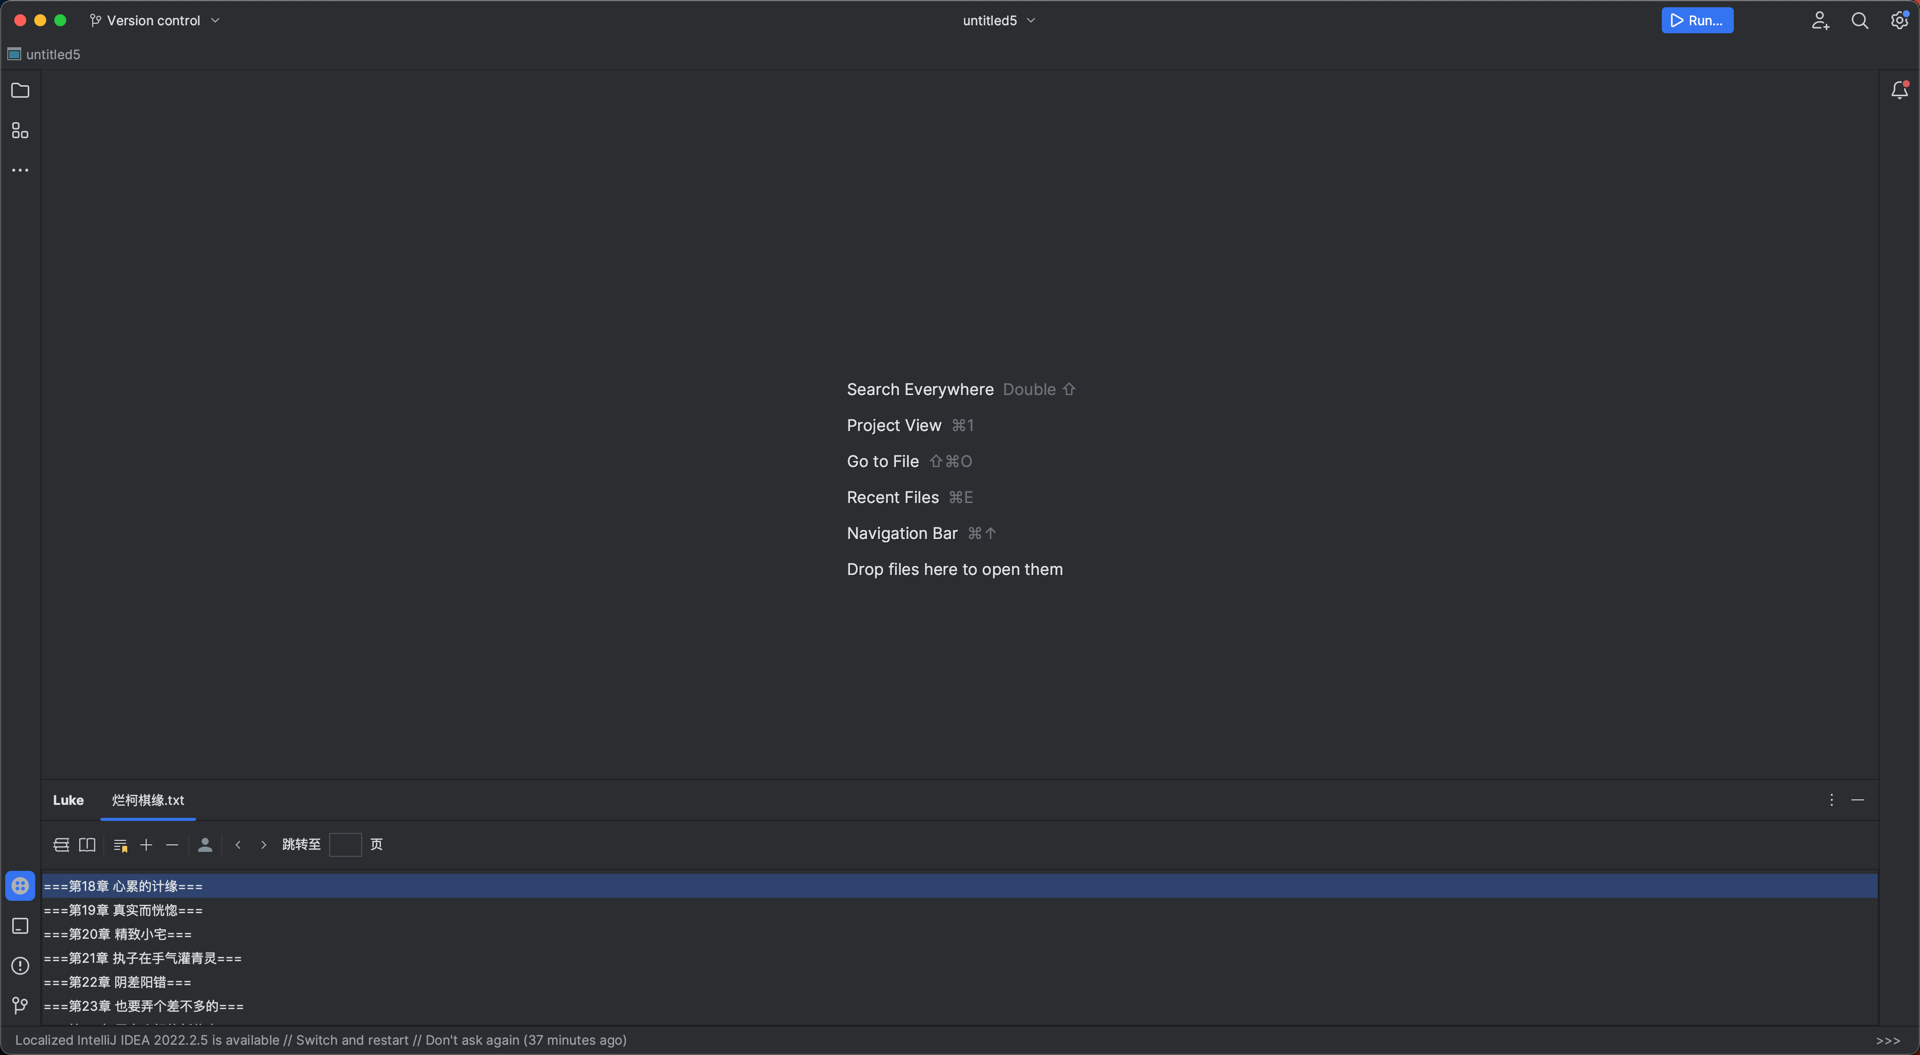 Version control
untitled5
Run...
untitled5
Search Everywhere Double ⇧
Project View ⌘1
Go to File ⇧⌘O
Recent Files ⌘E
Navigation Bar ⌘↑
Drop files here to open them
Luke 烂柯棋缘.txt
跳转至 页
===第18章 心累的计缘===
===第19章 真实而恍惚===
===第20章 精致小宅===
===第21章 执子在手气灌青灵===
===第22章 阴差阳错===
===第23章 也要弄个差不多的===
Localized IntelliJ IDEA 2022.2.5 is available // Switch and restart // Don't ask again (37 minutes ago)
>>>